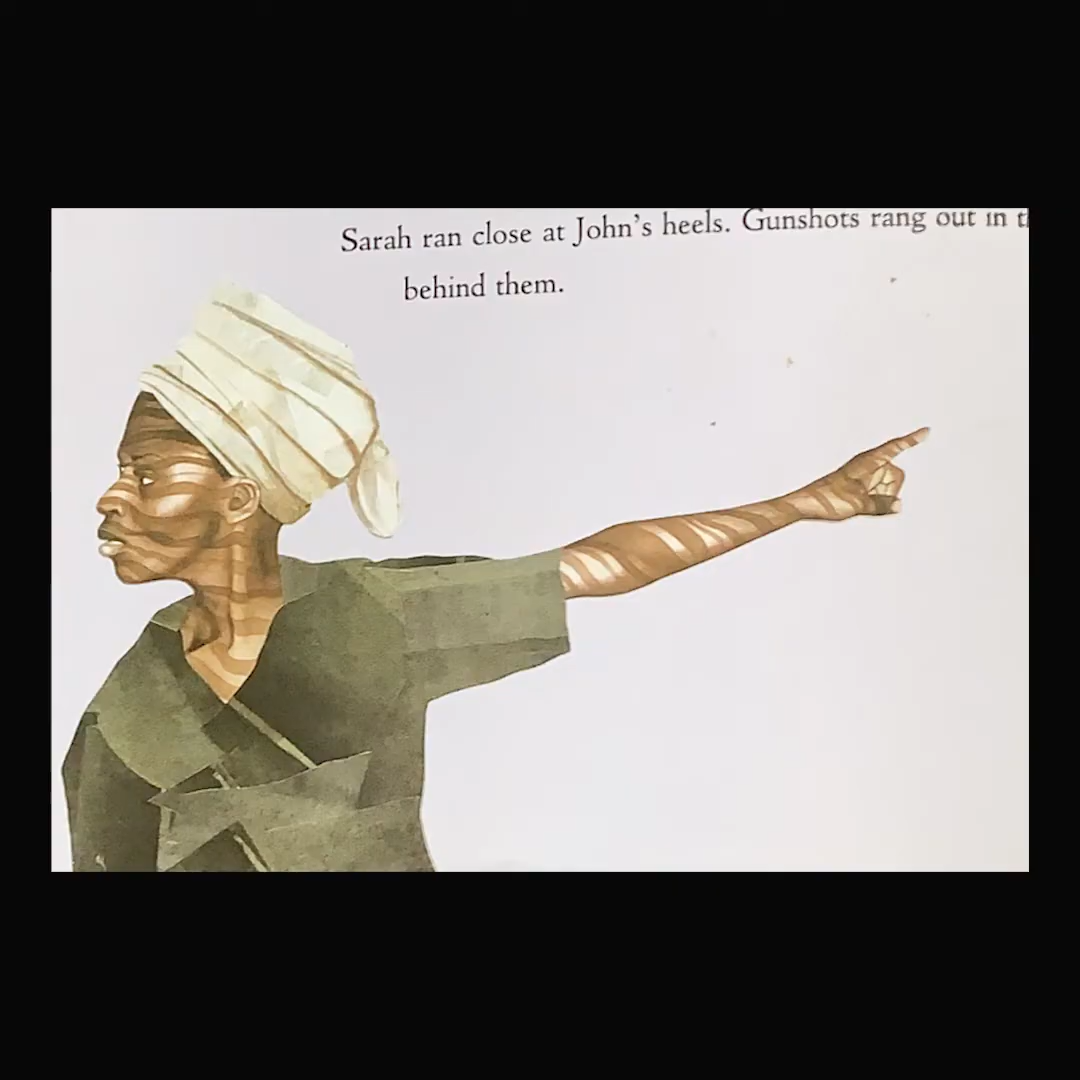 Sarah ran close at John's heels. Gunshots rang out in
behind them.